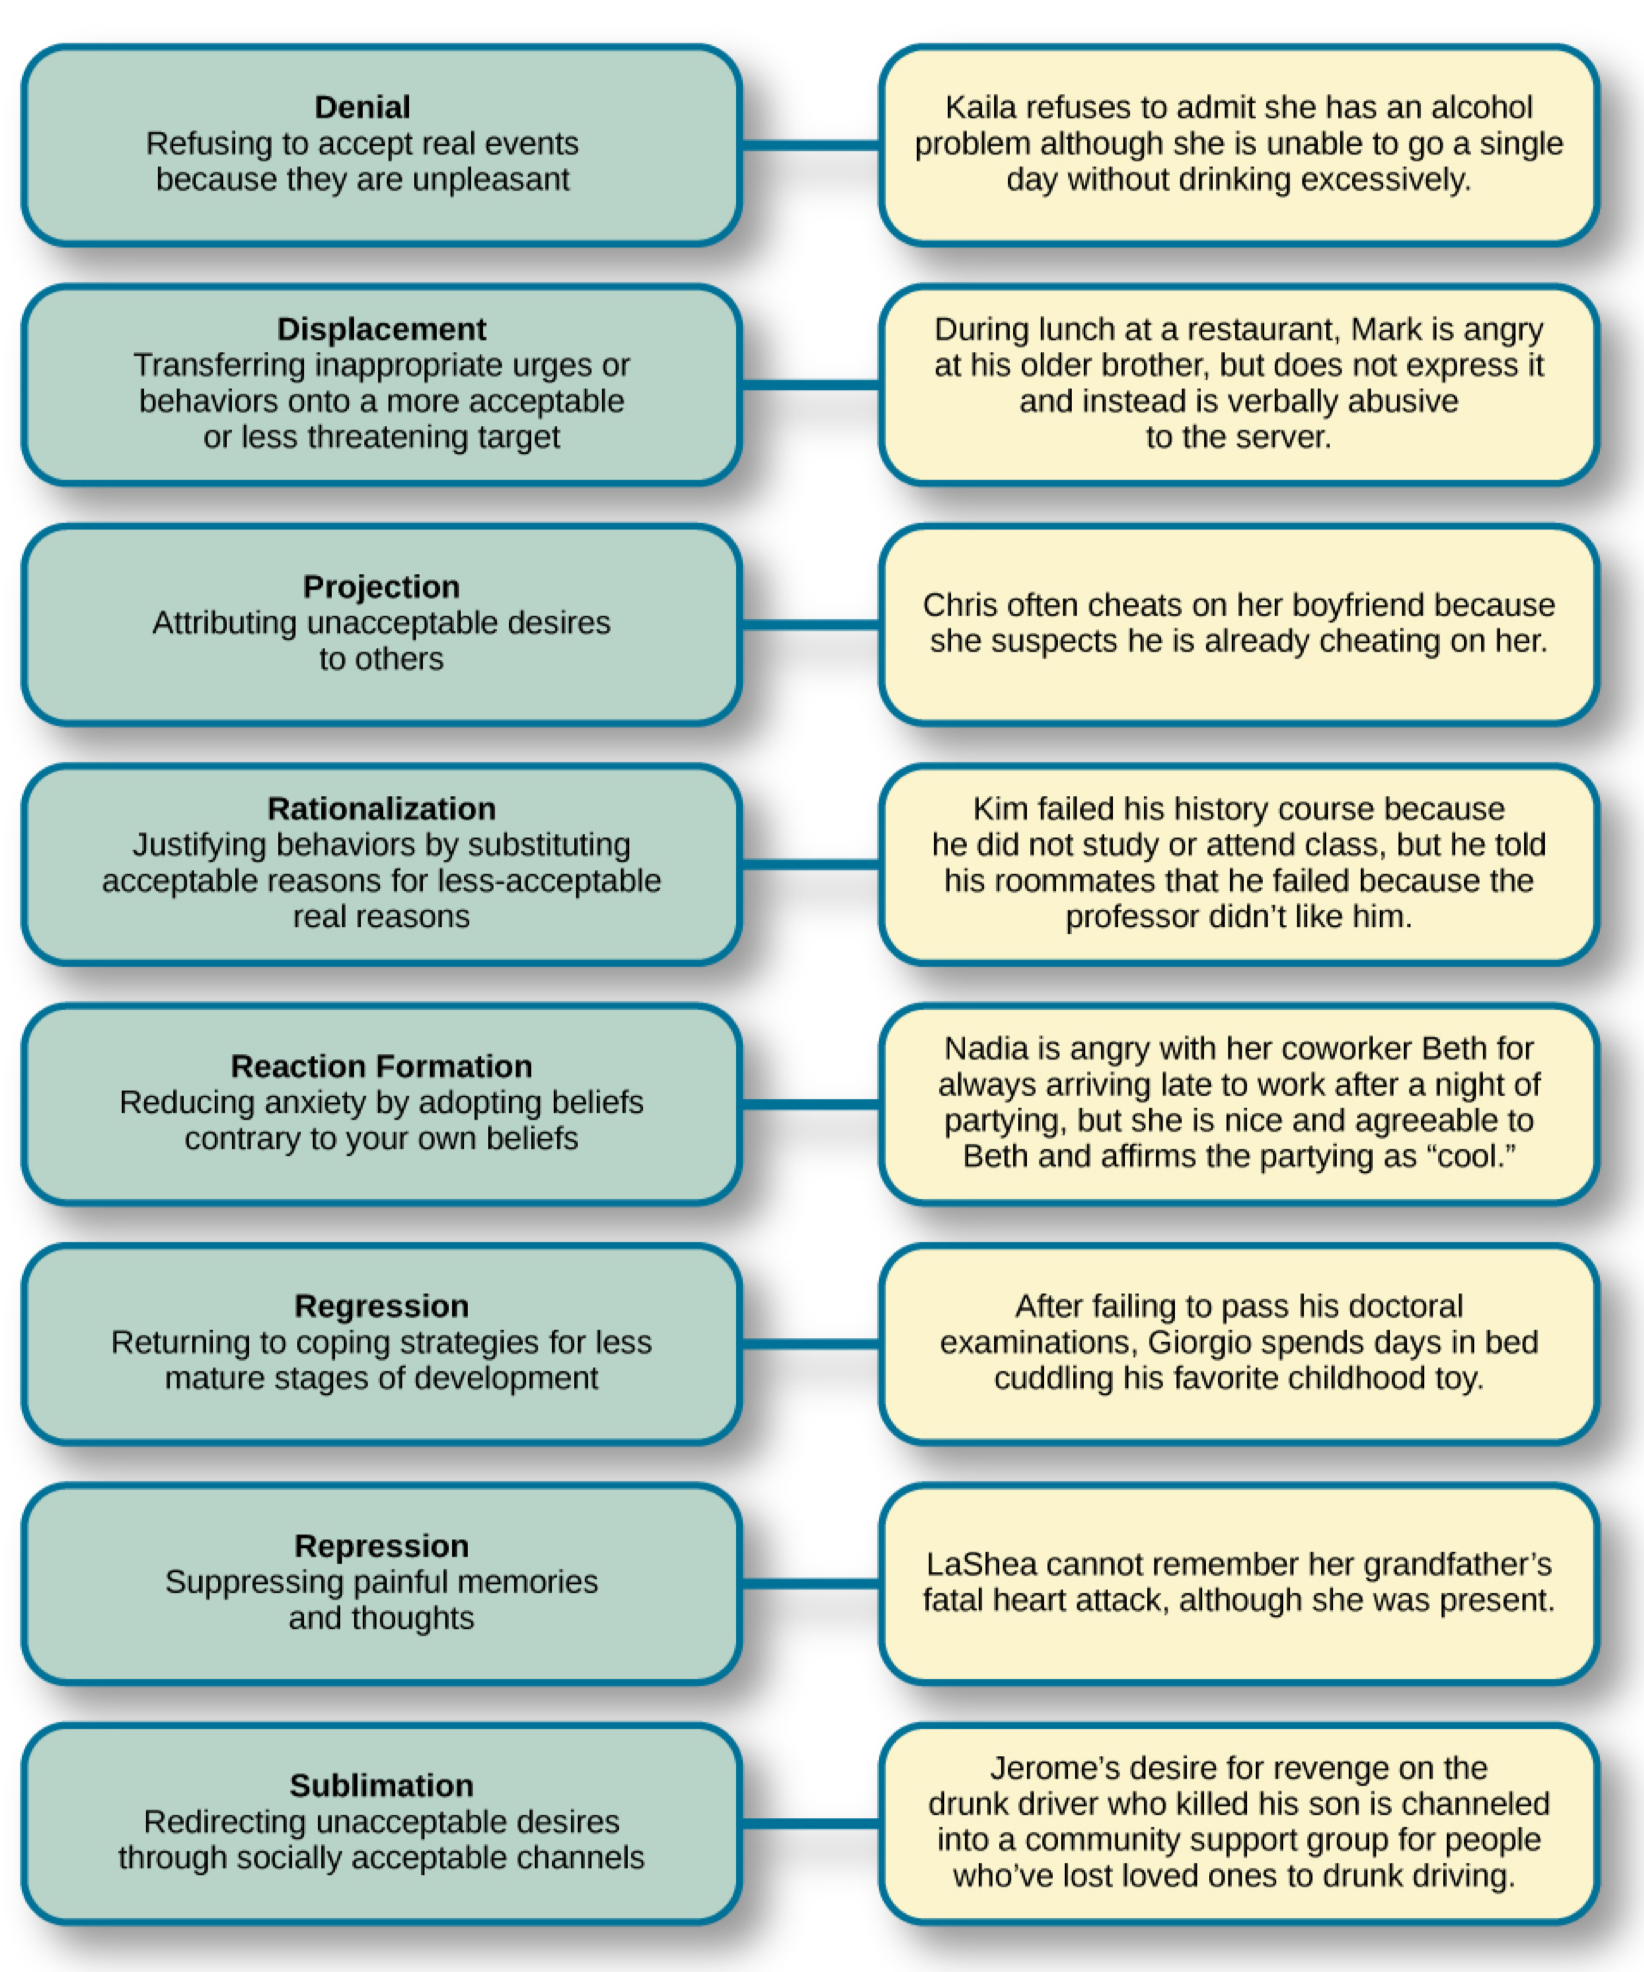 Denial
Refusing to accept real events
because they are unpleasant
Kaila refuses to admit she has an alcohol
problem although she is unable to go a single
day without drinking excessively.
Displacement
Transferring inappropriate urges or
behaviors onto a more acceptable
or less threatening target
During lunch at a restaurant, Mark is angry
at his older brother, but does not express it
and instead is verbally abusive
to the server.
Projection
Attributing unacceptable desires
to others
Chris often cheats on her boyfriend because
she suspects he is already cheating on her.
Rationalization
Justifying behaviors by substituting
acceptable reasons for less-acceptable
real reasons
Kim failed his history course because
he did not study or attend class, but he told
his roommates that he failed because the
professor didn’t like him.
Reaction Formation
Reducing anxiety by adopting beliefs
contrary to your own beliefs
Nadia is angry with her coworker Beth for
always arriving late to work after a night of
partying, but she is nice and agreeable to
Beth and affirms the partying as “cool.”
Regression
Returning to coping strategies for less
mature stages of development
After failing to pass his doctoral
examinations, Giorgio spends days in bed
cuddling his favorite childhood toy.
Repression
Suppressing painful memories
and thoughts
LaShea cannot remember her grandfather’s
fatal heart attack, although she was present.
Sublimation
Redirecting unacceptable desires
through socially acceptable channels
Jerome’s desire for revenge on the
drunk driver who killed his son is channeled
into a community support group for people
who’ve lost loved ones to drunk driving.